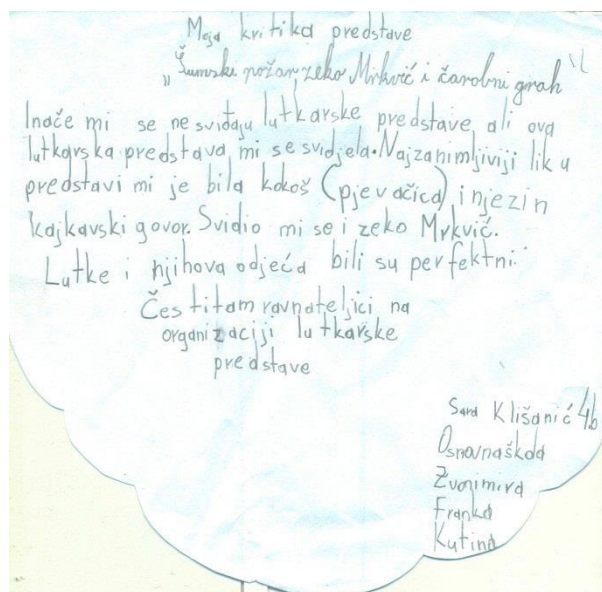 Moja kritika predstave
"Šumski požar, zeko Mrkvić i čarobni grah"
Inače mi se ne sviđaju lutkarske predstave, ali ova
lutkarska predstava mi se svidjela. Najzanimljiviji lik u
predstavi mi je bila kokoš (pjevačica) i njezin
kajkavski govor. Svidio mi se i zeko Mrkvić.
Lutke i njihova odjeća bili su perfektni.
Čestitam ravnateljici na
organizaciji lutkarske
predstave
Sara Klišanić 4b
Osnovna škola
Zvonimira
Franka
Kutina